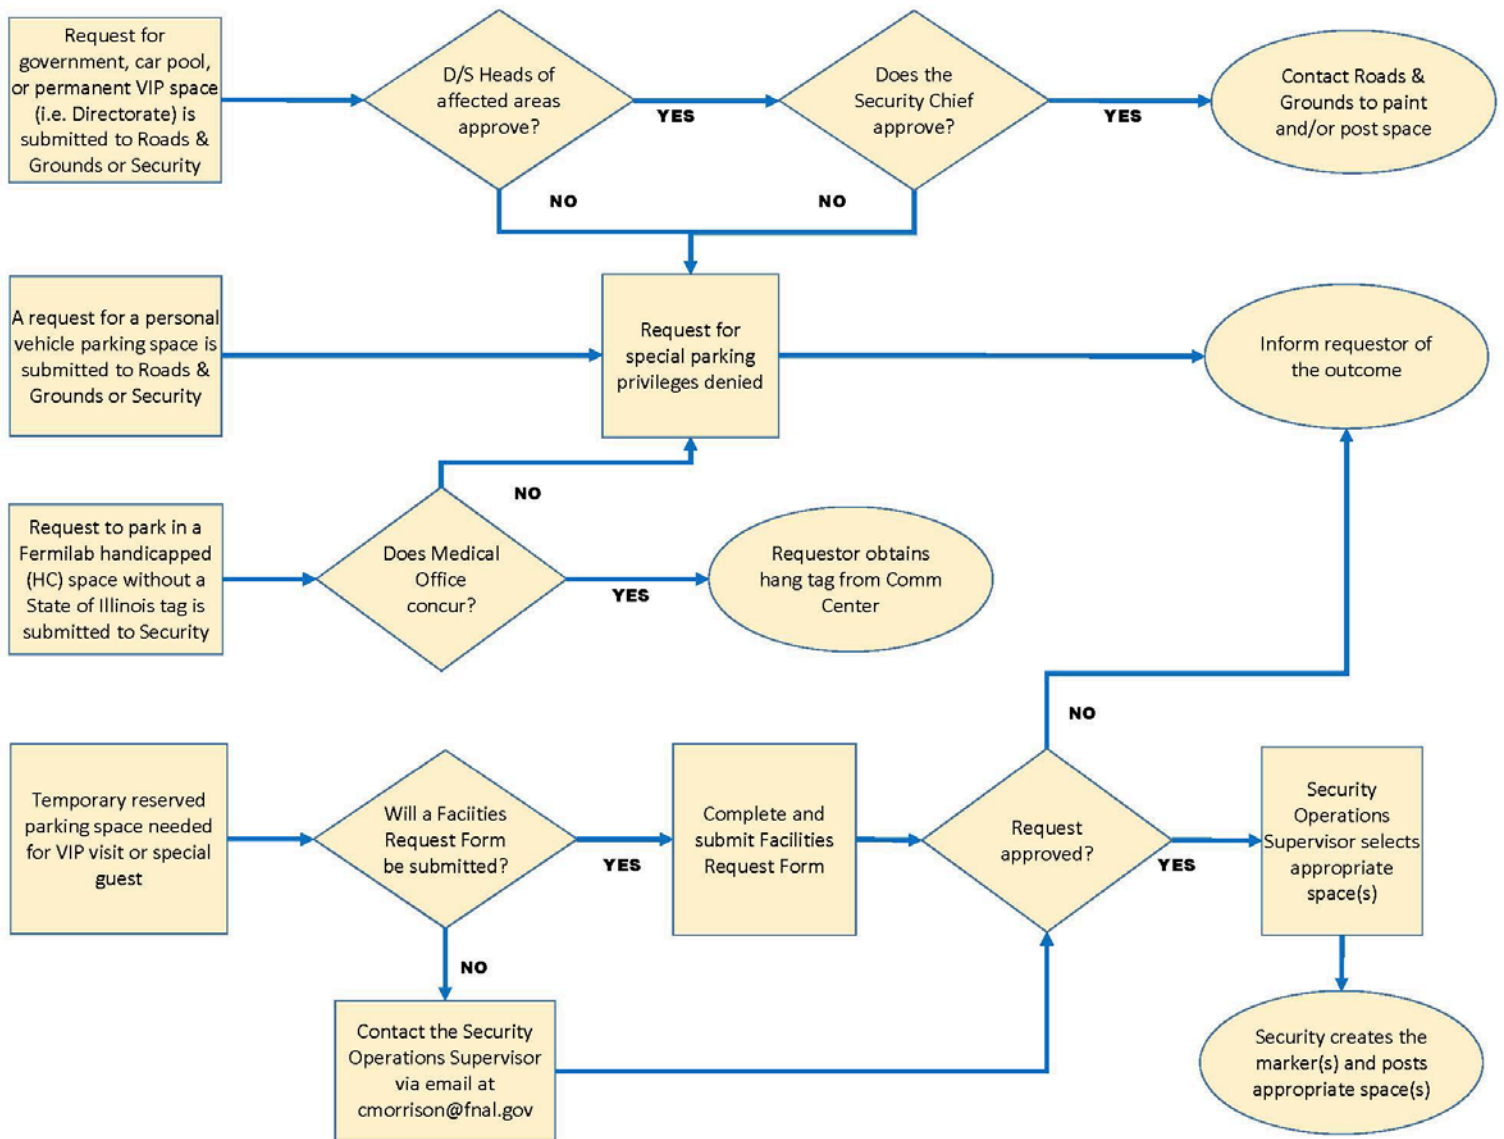 Request for
government, car pool,
or permanent VIP space
(i.e. Directorate) is
submitted to Roads &
Grounds or Security
D/S Heads of
affected areas
approve?
YES
NO
Does the
Security Chief
approve?
YES
NO
Contact Roads &
Grounds to paint
and/or post space
A request for a personal
vehicle parking space is
submitted to Roads &
Grounds or Security
Request for
special parking
privileges denied
Inform requestor of
the outcome
Request to park in a
Fermilab handicapped
(HC) space without a
State of Illinois tag is
submitted to Security
Does Medical
Office
concur?
NO
YES
Requestor obtains
hang tag from Comm
Center
Temporary reserved
parking space needed
for VIP visit or special
guest
Will a Faciities
Request Form
be submitted?
YES
NO
Complete and
submit Facilities
Request Form
Request
approved?
NO
YES
Security
Operations
Supervisor selects
appropriate
space(s)
Contact the Security
Operations Supervisor
via email at
cmorrison@fnal.gov
Security creates the
marker(s) and posts
appropriate space(s)